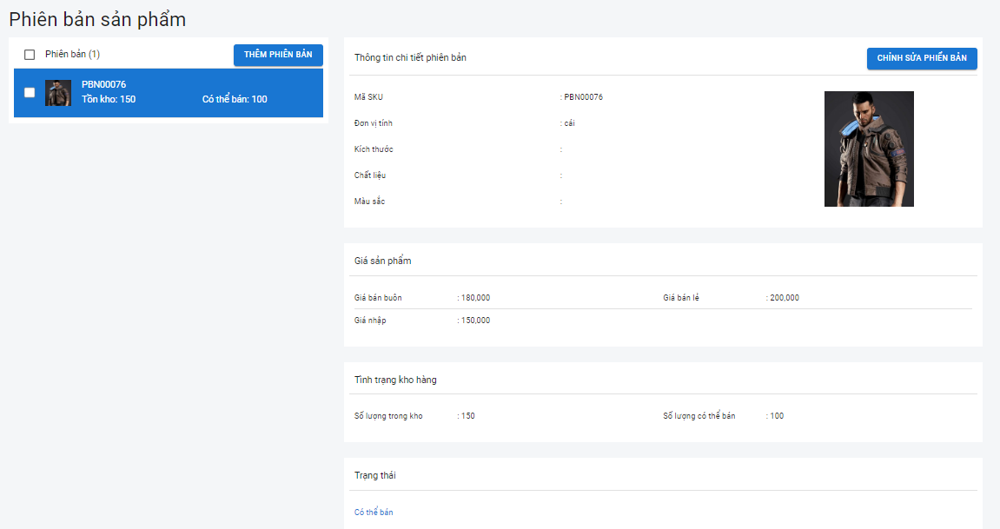 Phiên bản sản phẩm
Phiên bản (1)
THÊM PHIÊN BẢN
PBN00076
Tồn kho: 150
Có thể bán: 100
Thông tin chi tiết phiên bản
CHỈNH SỬA PHIÊN BẢN
Mã SKU : PBN00076
Đơn vị tính : cái
Kích thước :
Chất liệu :
Màu sắc :
Giá sản phẩm
Giá bán buôn : 180,000 Giá bán lẻ : 200,000
Giá nhập : 150,000
Tình trạng kho hàng
Số lượng trong kho : 150 Số lượng có thể bán : 100
Trạng thái
Có thể bán